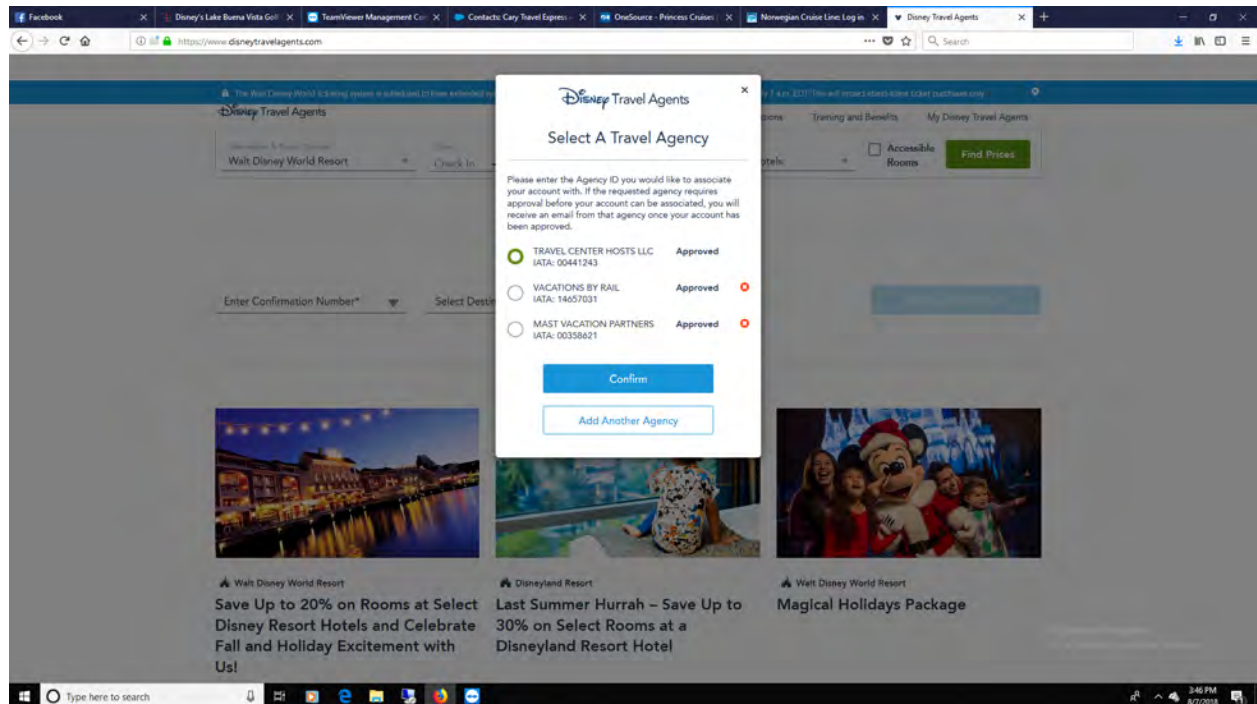 Facebook
Disney's Lake Buena Vista Golf
TeamViewer Management Con
Contacts: Cary Travel Express -
OneSource - Princess Cruises |
Norwegian Cruise Line: Log in
Disney Travel Agents
https://www.disneytravelagents.com
Search
Disney Travel Agents
Training and Benefits
My Disney Travel Agents
Walt Disney World Resort
Check In
otels:
Accessible
Rooms
Find Prices
Disney Travel Agents
Select A Travel Agency
Please enter the Agency ID you would like to associate
your account with. If the requested agency requires
approval before your account can be associated, you will
receive an email from that agency once your account has
been approved.
TRAVEL CENTER HOSTS LLC Approved
IATA: 00441243
VACATIONS BY RAIL Approved
IATA: 14657031
MAST VACATION PARTNERS Approved
IATA: 00358621
Confirm
Add Another Agency
Enter Confirmation Number*
Select Destin
Walt Disney World Resort
Save Up to 20% on Rooms at Select
Disney Resort Hotels and Celebrate
Fall and Holiday Excitement with
Us!
Disneyland Resort
Last Summer Hurrah – Save Up to
30% on Select Rooms at a
Disneyland Resort Hotel
Walt Disney World Resort
Magical Holidays Package
Type here to search
3:46 PM
8/7/2018